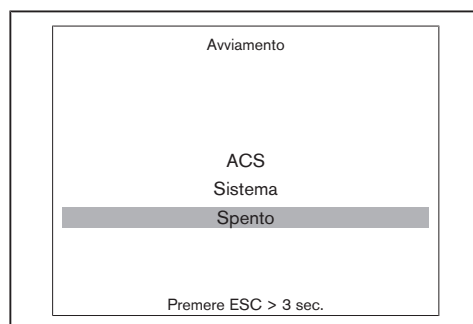 Avviamento
ACS
Sistema
Spento
Premere ESC > 3 sec.